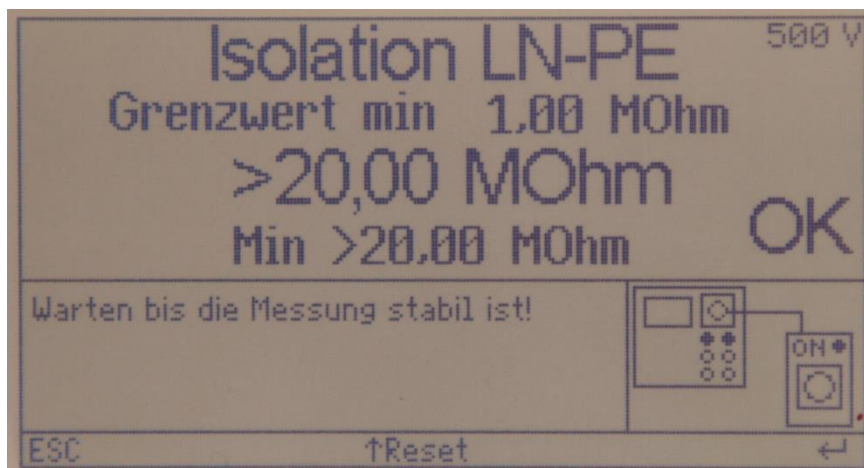 Isolation LN-PE
500 V
Grenzwert min 1,00 MOhm
>20,00 MOhm
OK
Min >20,00 MOhm
Warten bis die Messung stabil ist!
ON
ESC
↑Reset
↵